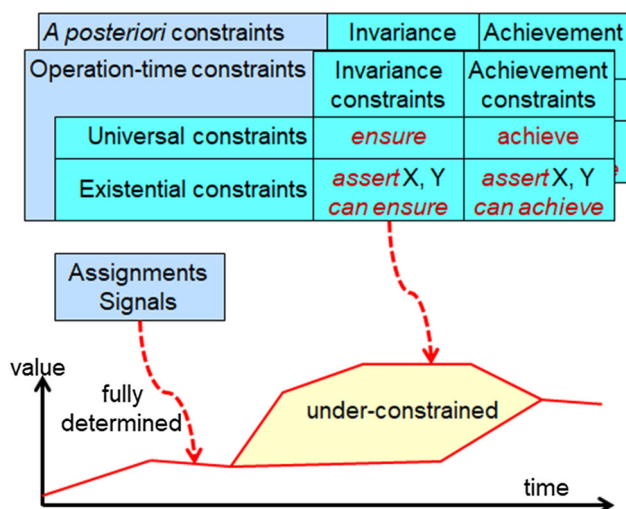 A posteriori constraints Invariance Achievement
Operation-time constraints Invariance constraints Achievement constraints
Universal constraints ensure achieve
Existential constraints assert X, Y can ensure assert X, Y can achieve
Assignments
Signals
value
fully
determined
under-constrained
time